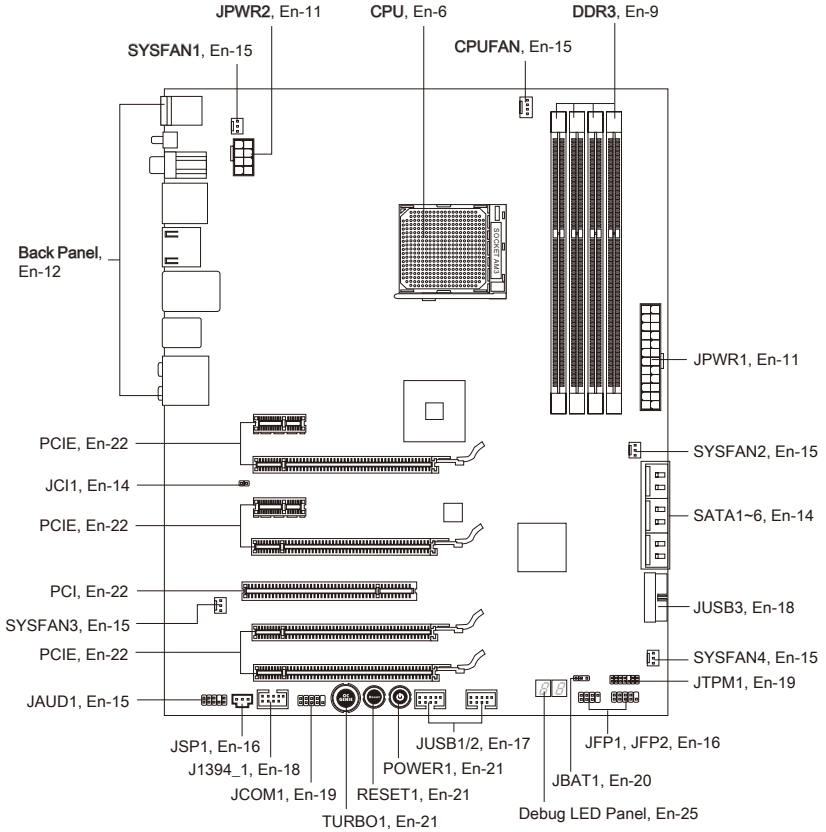 JPWR2, En-11
CPU, En-6
DDR3, En-9
SYSFAN1, En-15
CPUFAN, En-15
SOCKET AM3
Back Panel,
En-12
JPWR1, En-11
PCIE, En-22
SYSFAN2, En-15
JCI1, En-14
PCIE, En-22
SATA1~6, En-14
PCI, En-22
JUSB3, En-18
SYSFAN3, En-15
PCIE, En-22
SYSFAN4, En-15
JTPM1, En-19
JAUD1, En-15
OC
GENIE
JSP1, En-16
JUSB1/2, En-17
JFP1, JFP2, En-16
J1394_1, En-18
POWER1, En-21
JBAT1, En-20
JCOM1, En-19
RESET1, En-21
Debug LED Panel, En-25
TURBO1, En-21